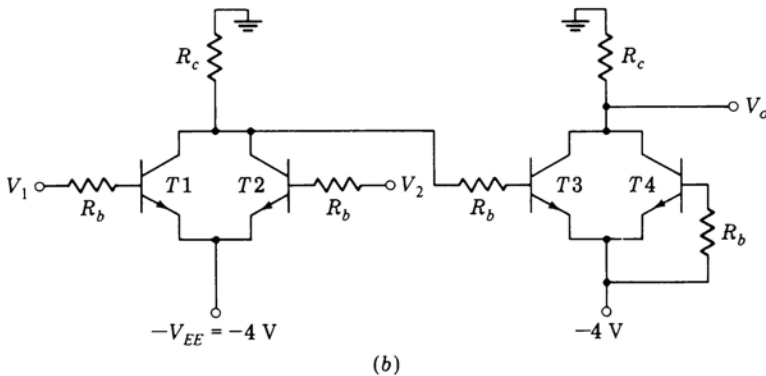 R_c
R_c
V_o
V_1
R_b
T1
T2
R_b
V_2
R_b
T3
T4
R_b
−V_EE = −4 V
−4 V
(b)